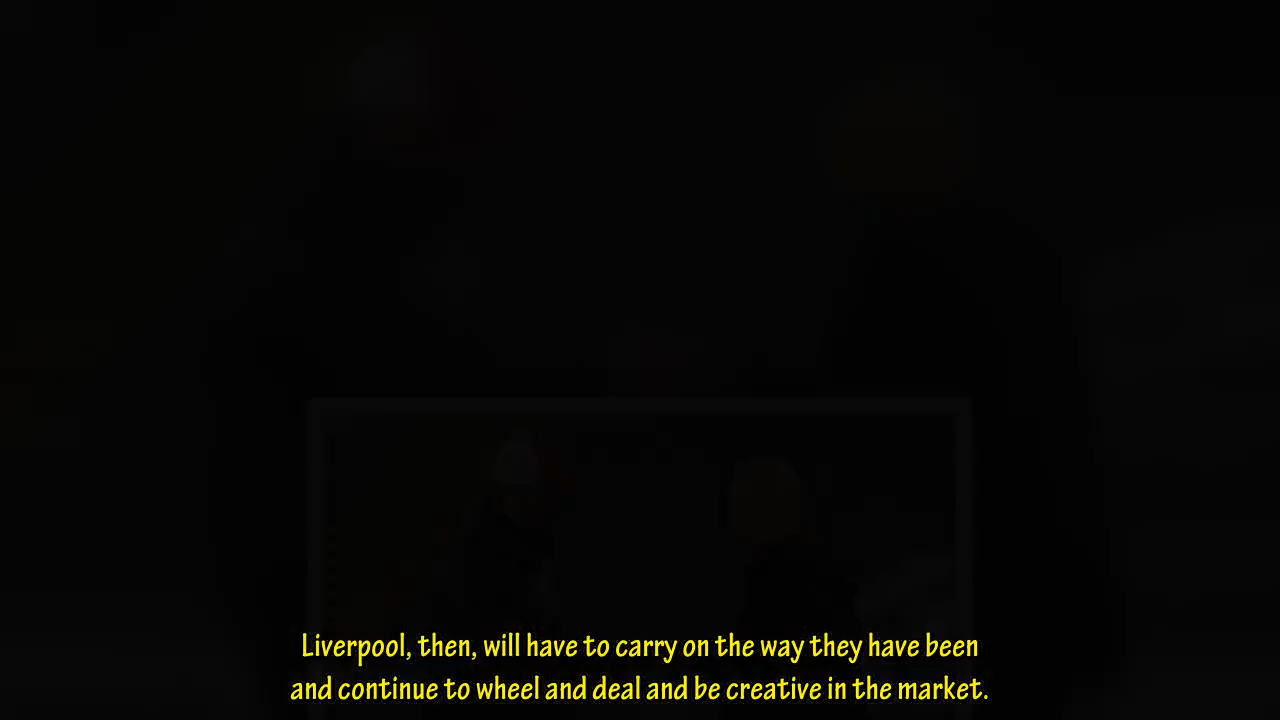 Liverpool, then, will have to carry on the way they have been
and continue to wheel and deal and be creative in the market.